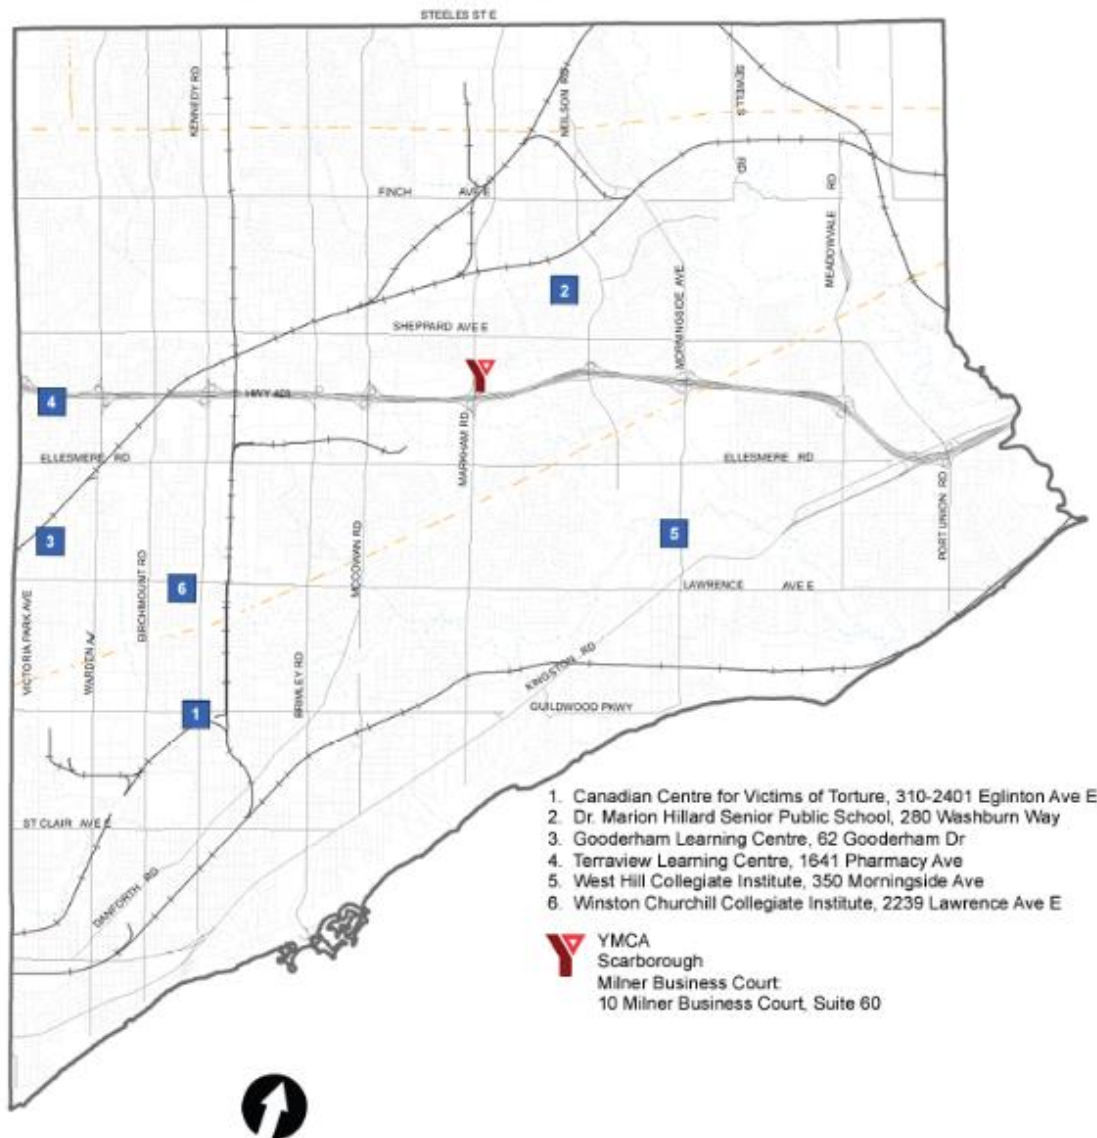 STEELES ST E
KENNEDY RD
NEILSON RD
SEWELLS
RD
FINCH AVE E
MEADOWVALE RD
2
MORNINGSIDE AVE
SHEPPARD AVE E
4
HWY 401
MARKHAM RD
ELLESMERE RD
ELLESMERE RD
PORT UNION RD
3
5
MCCOWAN RD
BIRCHMOUNT RD
6
LAWRENCE AVE E
VICTORIA PARK AVE
WARDEN A
BRIMLEY RD
KINGSTON RD
1
GUILDWOOD PKWY
ST CLAIR AVE E
DANFORTH RD
1. Canadian Centre for Victims of Torture, 310-2401 Eglinton Ave E
2. Dr. Marion Hillard Senior Public School, 280 Washburn Way
3. Gooderham Learning Centre, 62 Gooderham Dr
4. Terraview Learning Centre, 1641 Pharmacy Ave
5. West Hill Collegiate Institute, 350 Morningside Ave
6. Winston Churchill Collegiate Institute, 2239 Lawrence Ave E
YMCA
Scarborough
Milner Business Court
10 Milner Business Court, Suite 60